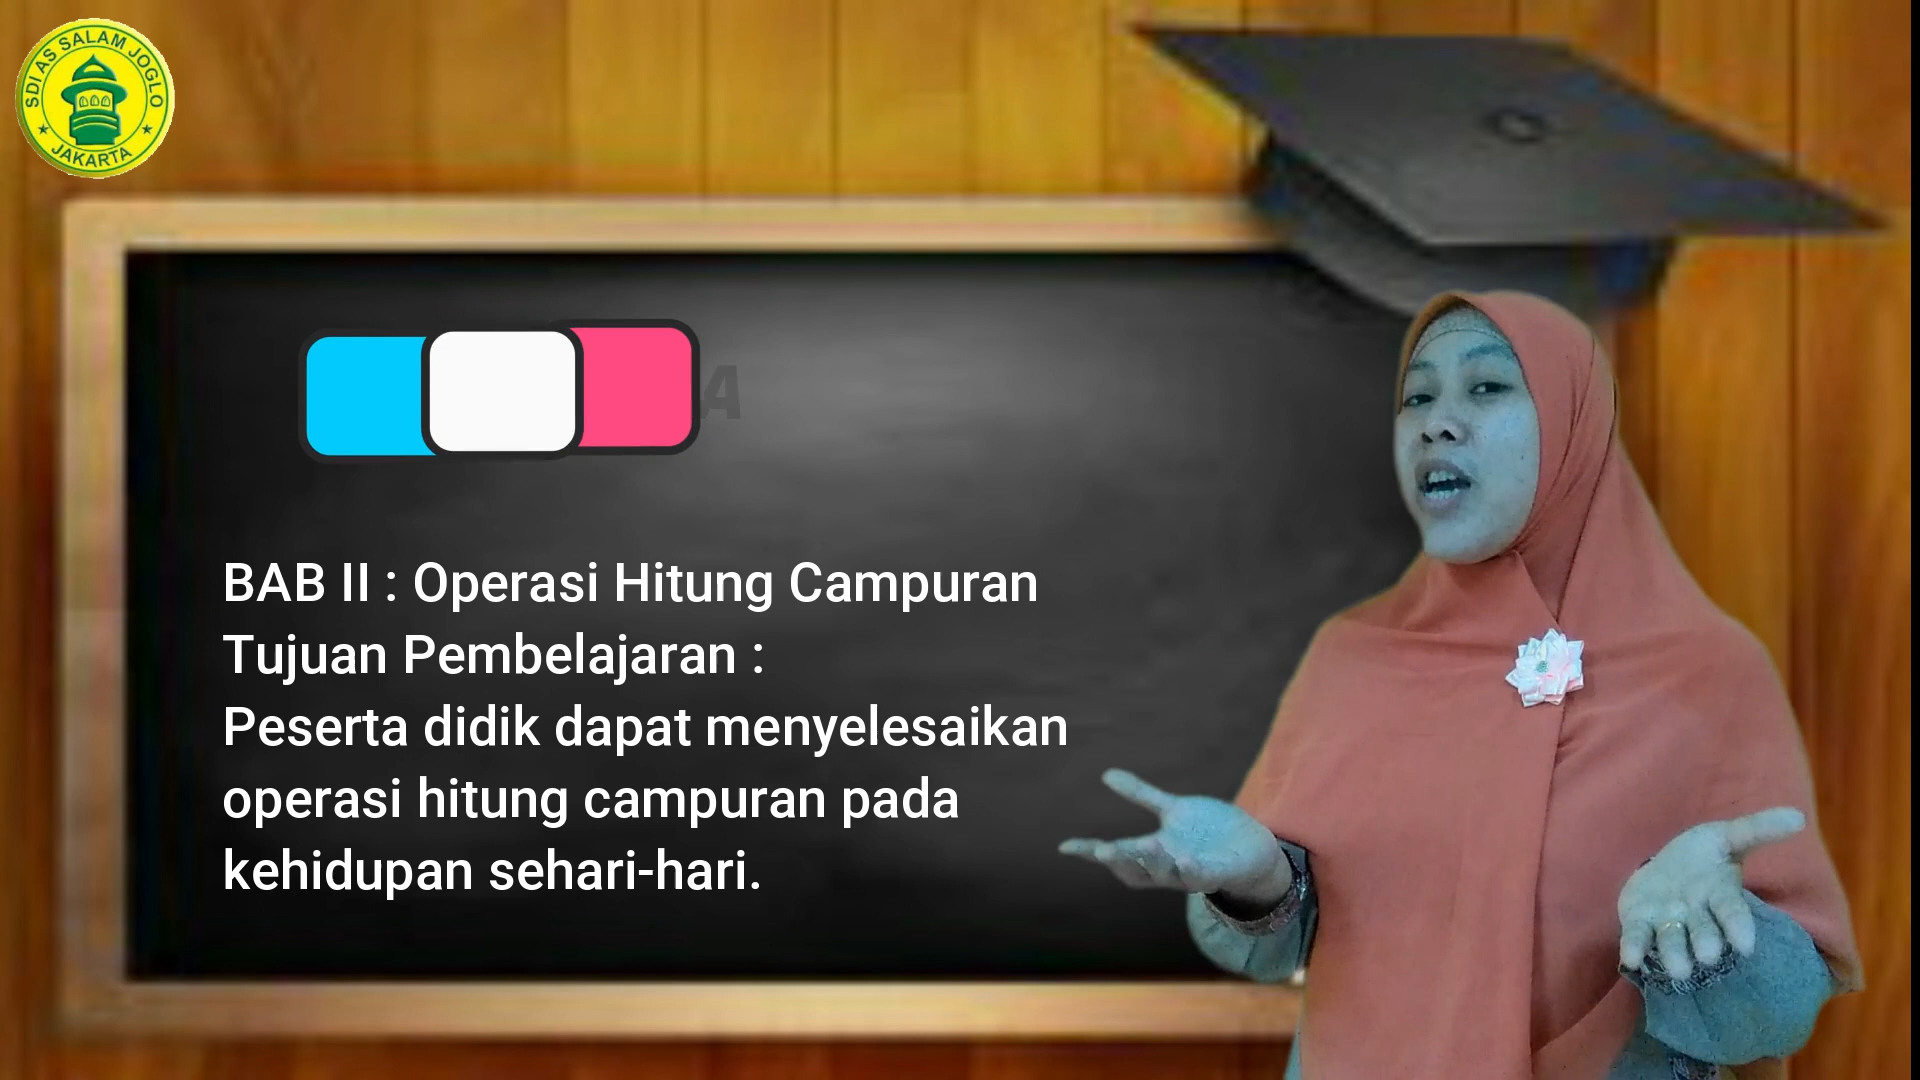 SDI AS SALAM JOGLO
JAKARTA
A
BAB II : Operasi Hitung Campuran
Tujuan Pembelajaran :
Peserta didik dapat menyelesaikan
operasi hitung campuran pada
kehidupan sehari-hari.